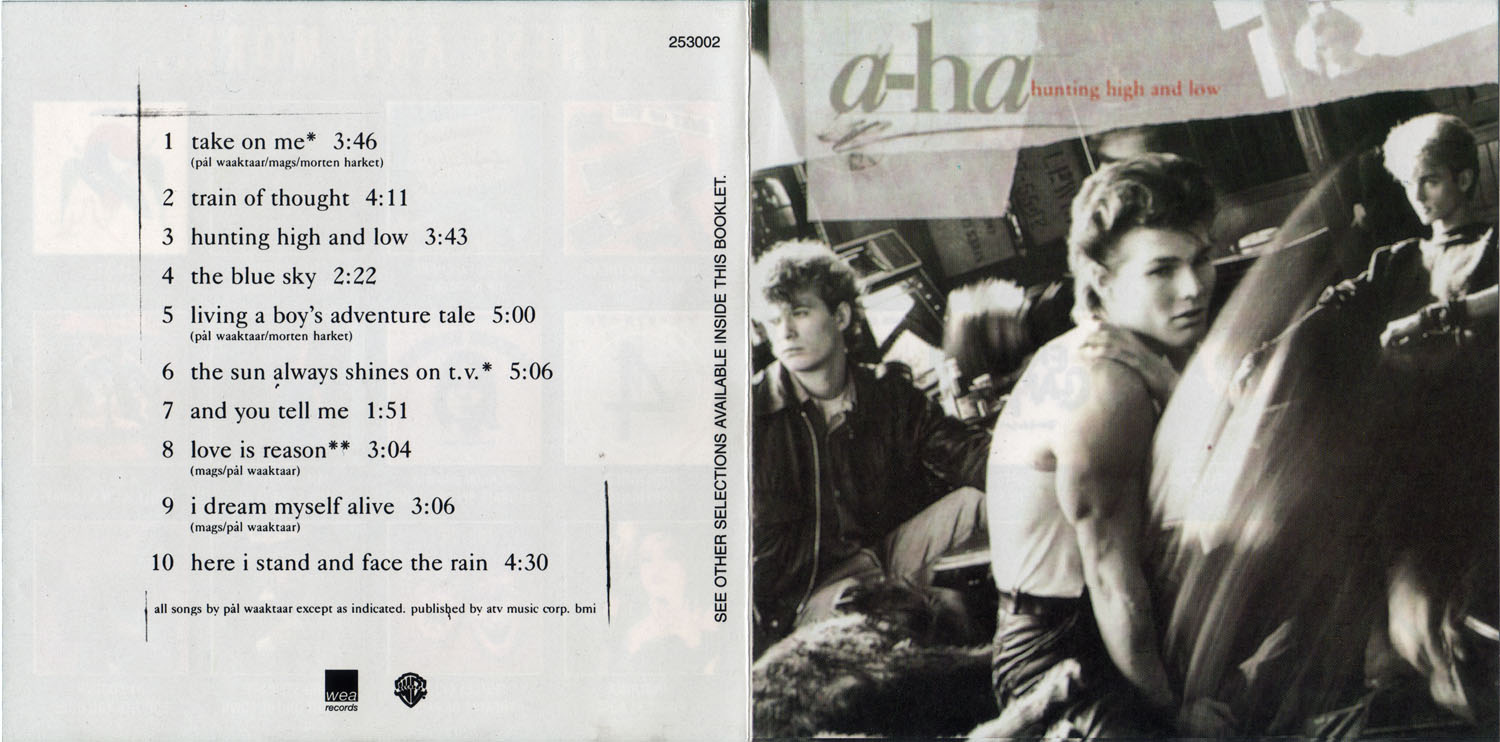 253002
1 take on me* 3:46
(pål waaktaar/mags/morten harket)
2 train of thought 4:11
3 hunting high and low 3:43
4 the blue sky 2:22
5 living a boy's adventure tale 5:00
(pål waaktaar/morten harket)
6 the sun always shines on t.v.* 5:06
7 and you tell me 1:51
8 love is reason** 3:04
(mags/pål waaktaar)
9 i dream myself alive 3:06
(mags/pål waaktaar)
10 here i stand and face the rain 4:30
all songs by pål waaktaar except as indicated. published by atv music corp. bmi
wea
records
SEE OTHER SELECTIONS AVAILABLE INSIDE THIS BOOKLET.
a-ha
hunting high and low